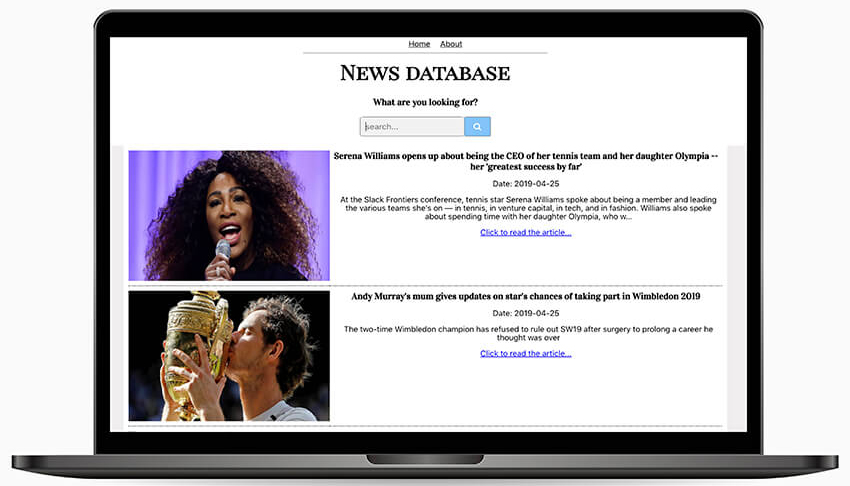 Home About
News database
What are you looking for?
search...
Serena Williams opens up about being the CEO of her tennis team and her daughter Olympia --
her 'greatest success by far'
Date: 2019-04-25
At the Slack Frontiers conference, tennis star Serena Williams spoke about being a member and leading
the various teams she's on — in tennis, in venture capital, in tech, and in fashion. Williams also spoke
about spending time with her daughter Olympia, who w...
Click to read the article...
Andy Murray's mum gives updates on star's chances of taking part in Wimbledon 2019
Date: 2019-04-25
The two-time Wimbledon champion has refused to rule out SW19 after surgery to prolong a career he
thought was over
Click to read the article...